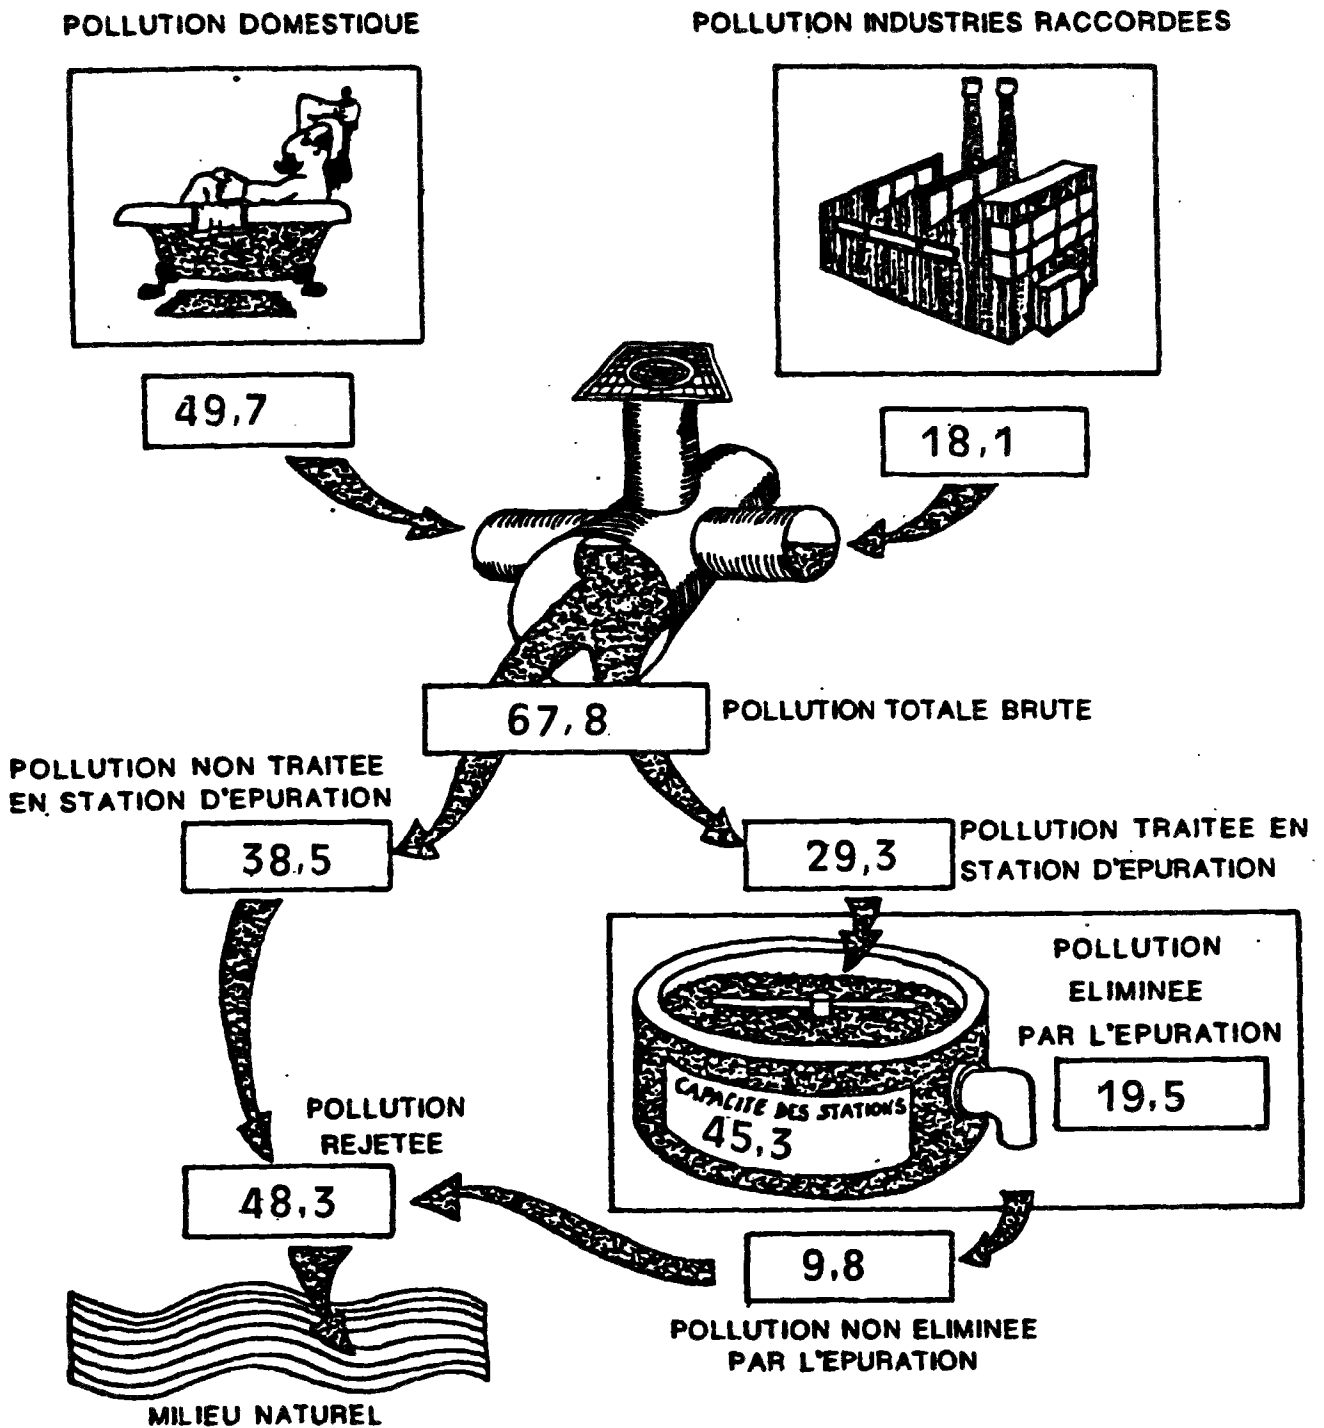 POLLUTION DOMESTIQUE
POLLUTION INDUSTRIES RACCORDEES
49,7
18,1
67,8
POLLUTION TOTALE BRUTE
POLLUTION NON TRAITEE
EN STATION D'EPURATION
38,5
29,3
POLLUTION TRAITEE EN
STATION D'EPURATION
POLLUTION
ELIMINEE
PAR L'EPURATION
19,5
CAPACITE DES STATIONS
45,3
POLLUTION
REJETEE
48,3
9,8
POLLUTION NON ELIMINEE
PAR L'EPURATION
MILIEU NATUREL